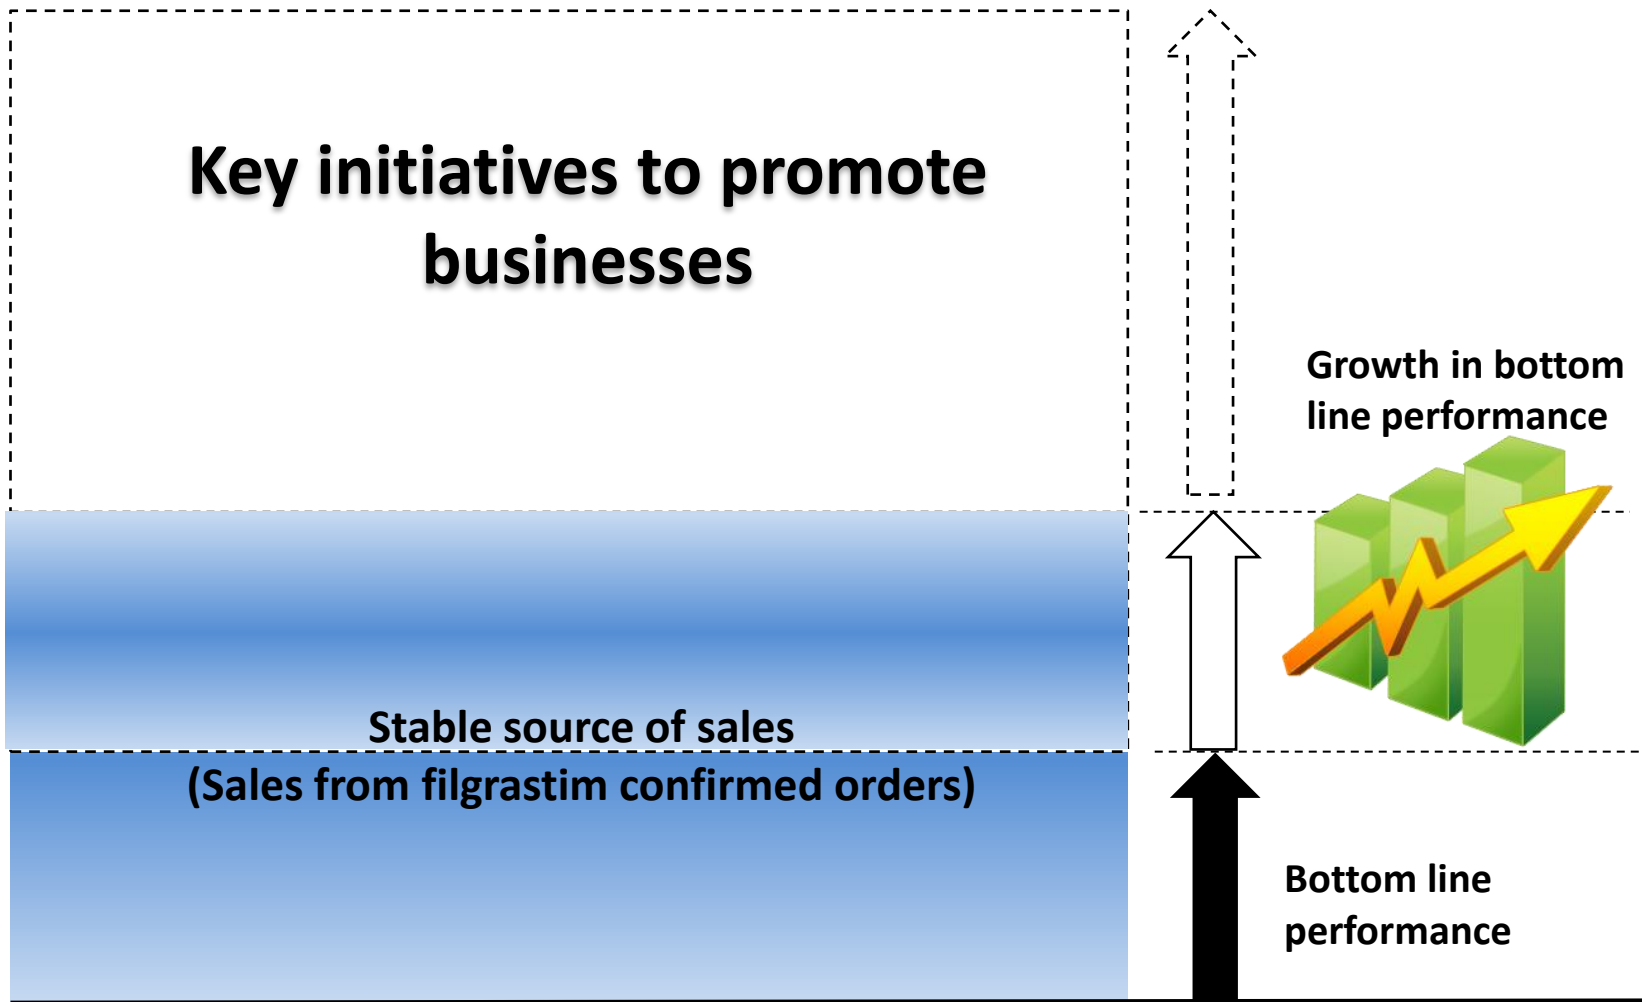 Key initiatives to promote
businesses
Growth in bottom
line performance
Stable source of sales
(Sales from filgrastim confirmed orders)
Bottom line
performance